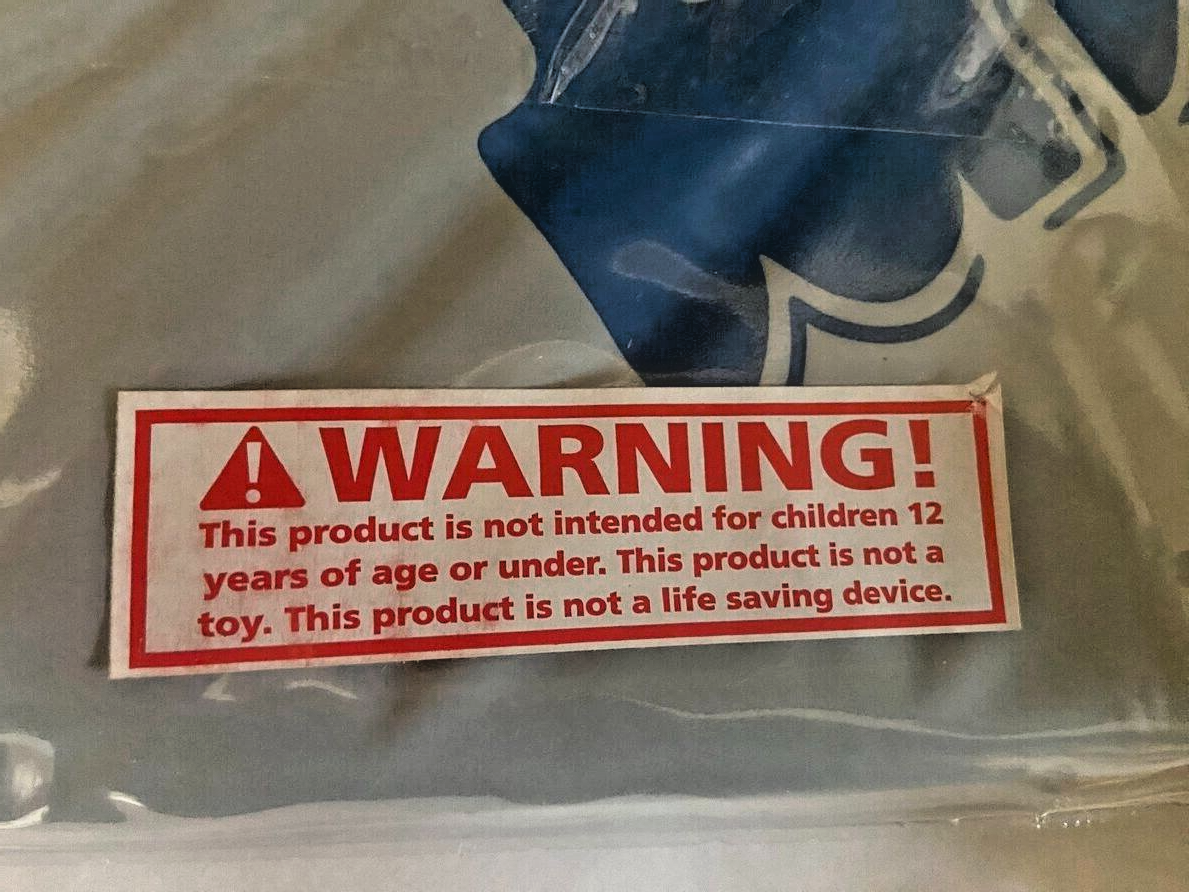 WARNING!
This product is not intended for children 12
years of age or under. This product is not a
toy. This product is not a life saving device.